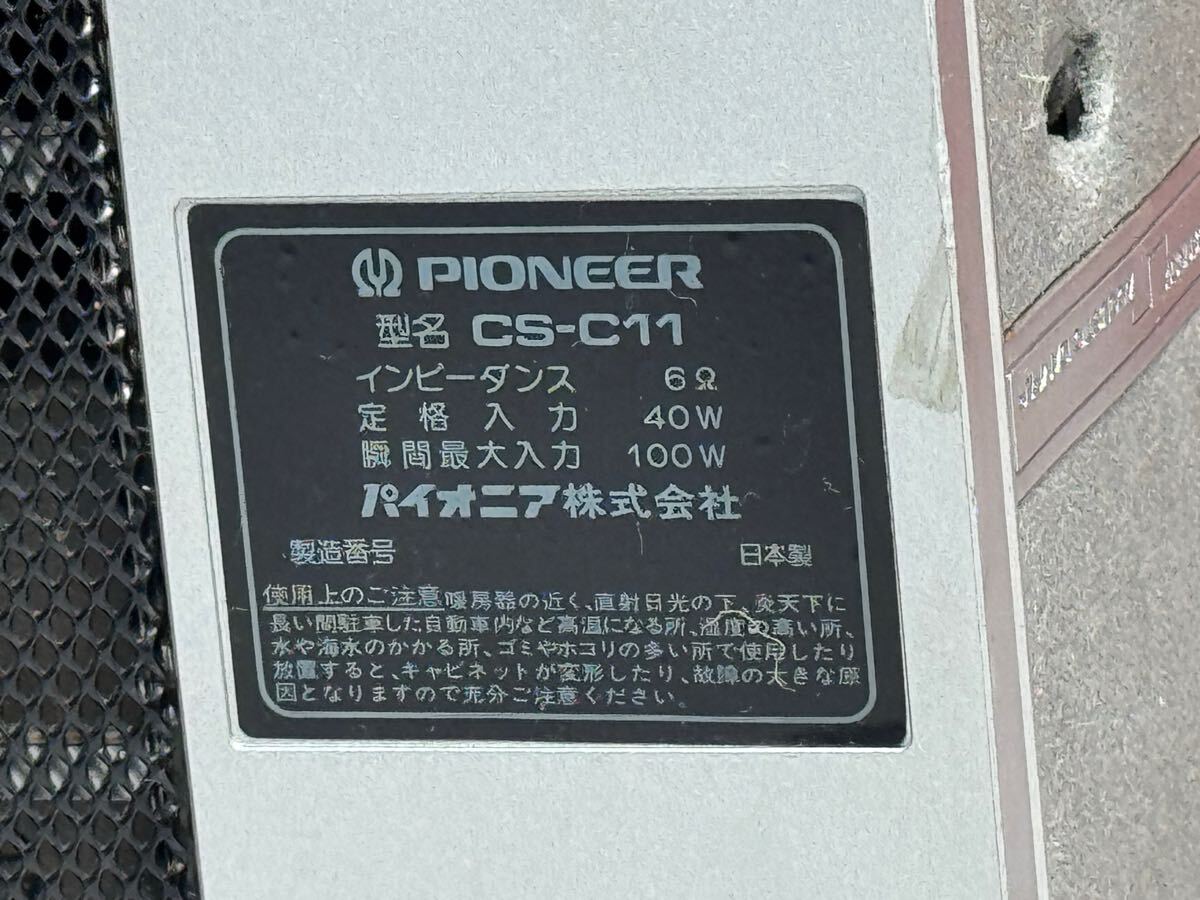 PIONEER
型名 CS-C11
インピーダンス 6Ω
定格入力 40W
瞬間最大入力 100W
パイオニア株式会社
製造番号 日本製
使用上のご注意 暖房器の近く、直射日光の下、炎天下に
長い間駐車した自動車内など高温になる所、湿度の高い所、
水や海水のかかる所、ゴミやホコリの多い所で使用したり
放置すると、キャビネットが変形したり、故障の大きな原
因となりますので充分ご注意ください。